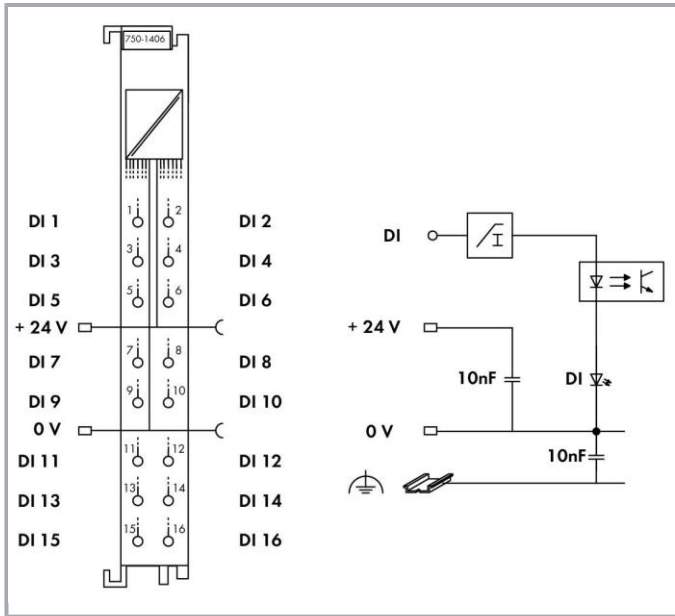 750-1406
DI 1 1 2 DI 2
DI 3 3 4 DI 4
DI 5 5 6 DI 6
+ 24 V
DI 7 7 8 DI 8
DI 9 9 10 DI 10
0 V
DI 11 11 12 DI 12
DI 13 13 14 DI 14
DI 15 15 16 DI 16
DI I
+ 24 V
10nF DI
0 V
10nF